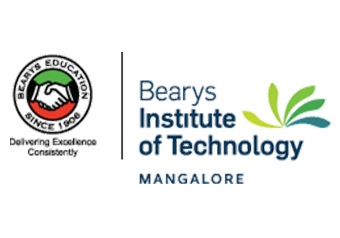 BEARYS EDUCATION
SINCE 1906
Delivering Excellence
Consistently
Bearys
Institute
of Technology
MANGALORE